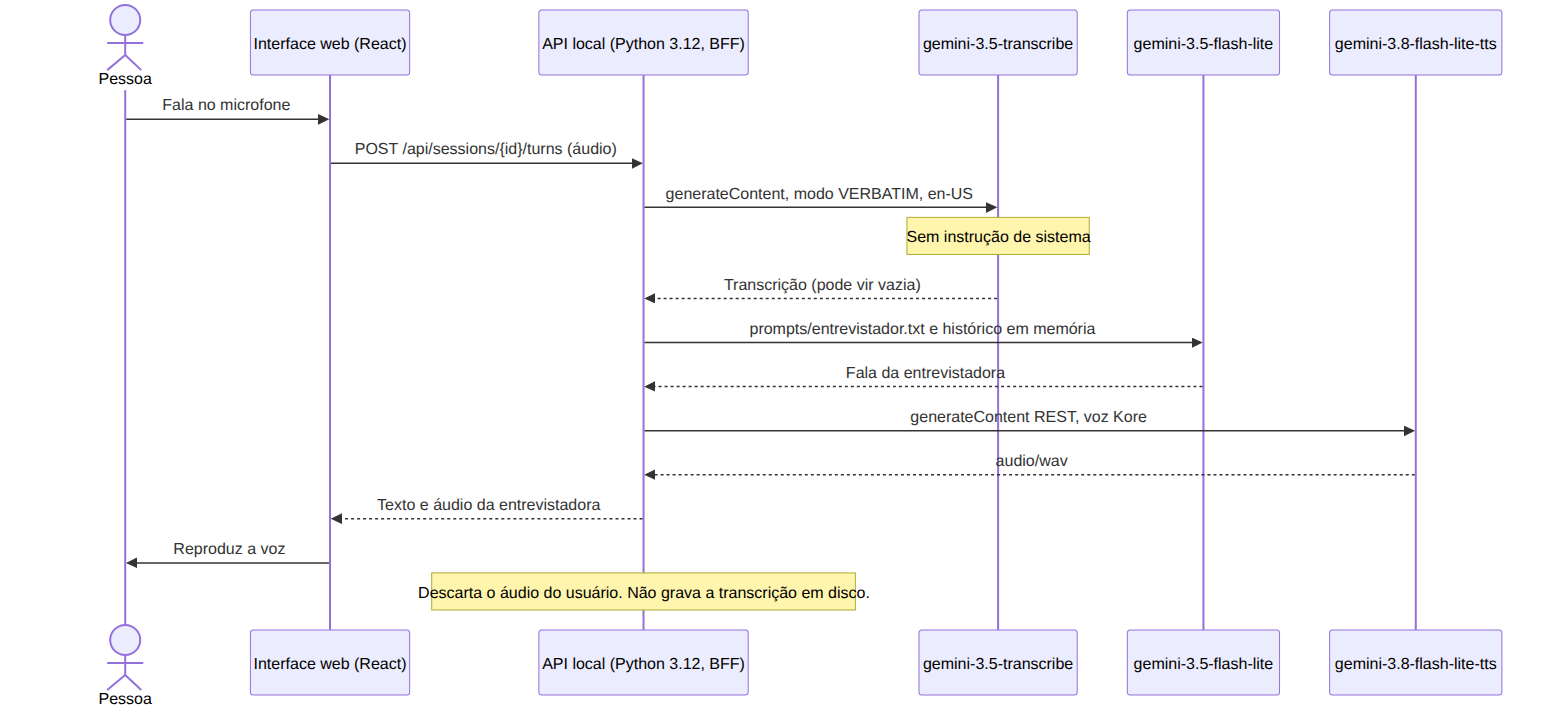 Pessoa
Interface web (React)
API local (Python 3.12, BFF)
gemini-3.5-transcribe
gemini-3.5-flash-lite
gemini-3.8-flash-lite-tts
Fala no microfone
POST /api/sessions/{id}/turns (áudio)
generateContent, modo VERBATIM, en-US
Sem instrução de sistema
Transcrição (pode vir vazia)
prompts/entrevistador.txt e histórico em memória
Fala da entrevistadora
generateContent REST, voz Kore
audio/wav
Texto e áudio da entrevistadora
Reproduz a voz
Descarta o áudio do usuário. Não grava a transcrição em disco.
Pessoa
Interface web (React)
API local (Python 3.12, BFF)
gemini-3.5-transcribe
gemini-3.5-flash-lite
gemini-3.8-flash-lite-tts